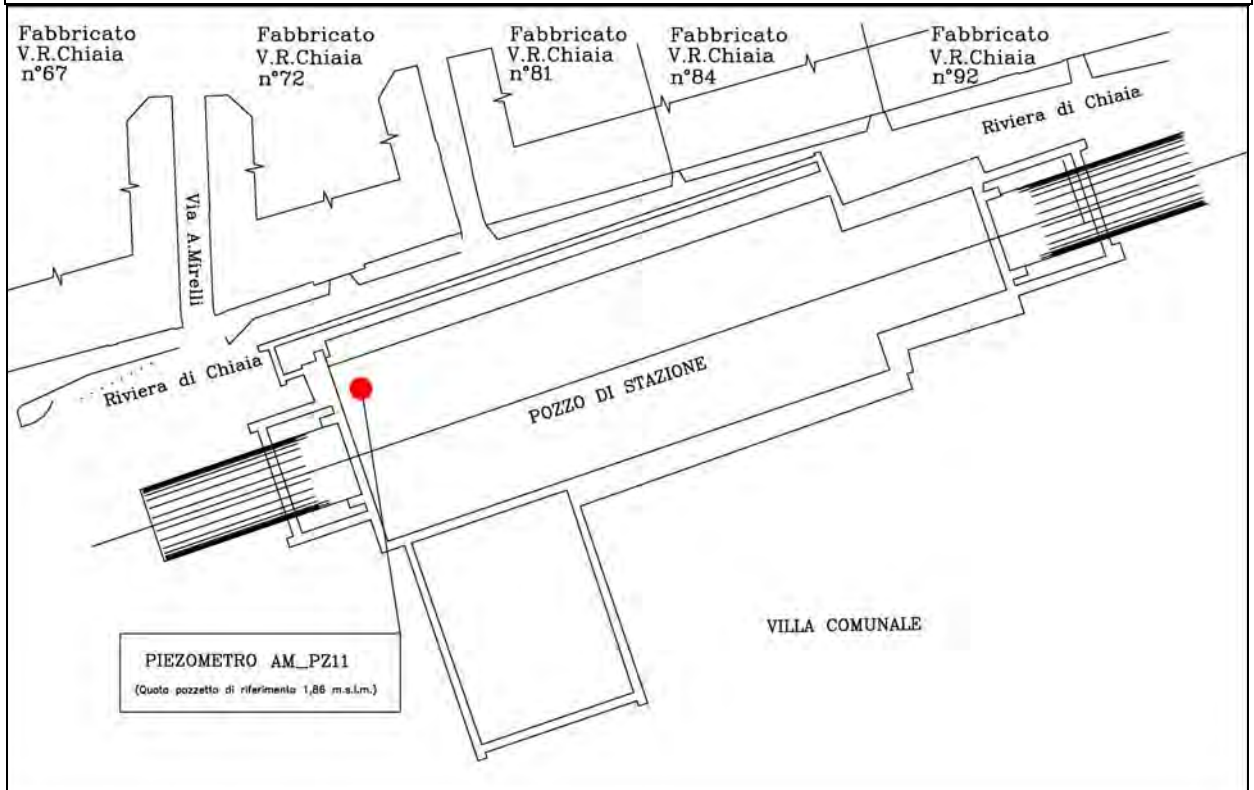 Fabbricato
V.R.Chiaia
n°67
Fabbricato
V.R.Chiaia
n°72
Fabbricato
V.R.Chiaia
n°81
Fabbricato
V.R.Chiaia
n°84
Fabbricato
V.R.Chiaia
n°92
Riviera di Chiaia
Via A.Mirelli
Riviera di Chiaia
POZZO DI STAZIONE
VILLA COMUNALE
PIEZOMETRO AM_PZ11
(Quota pozzetto di riferimento 1,86 m.s.l.m.)